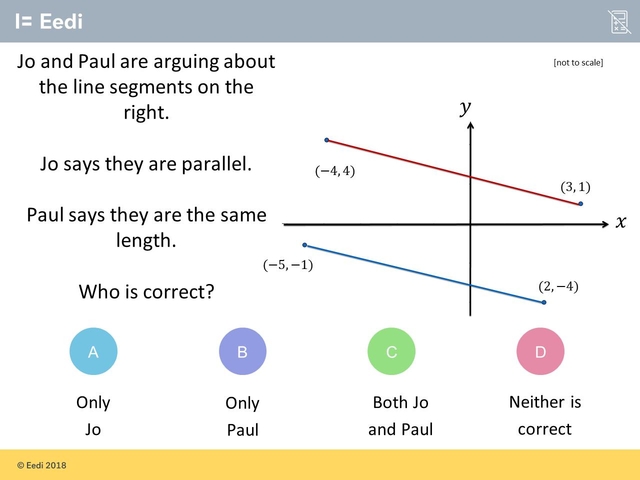 Eedi
Jo and Paul are arguing about
the line segments on the
right.
Jo says they are parallel.
Paul says they are the same
length.
Who is correct?
[not to scale]
y
(−4, 4)
(3, 1)
x
(−5, −1)
(2, −4)
A
Only
Jo
B
Only
Paul
C
Both Jo
and Paul
D
Neither is
correct
© Eedi 2018